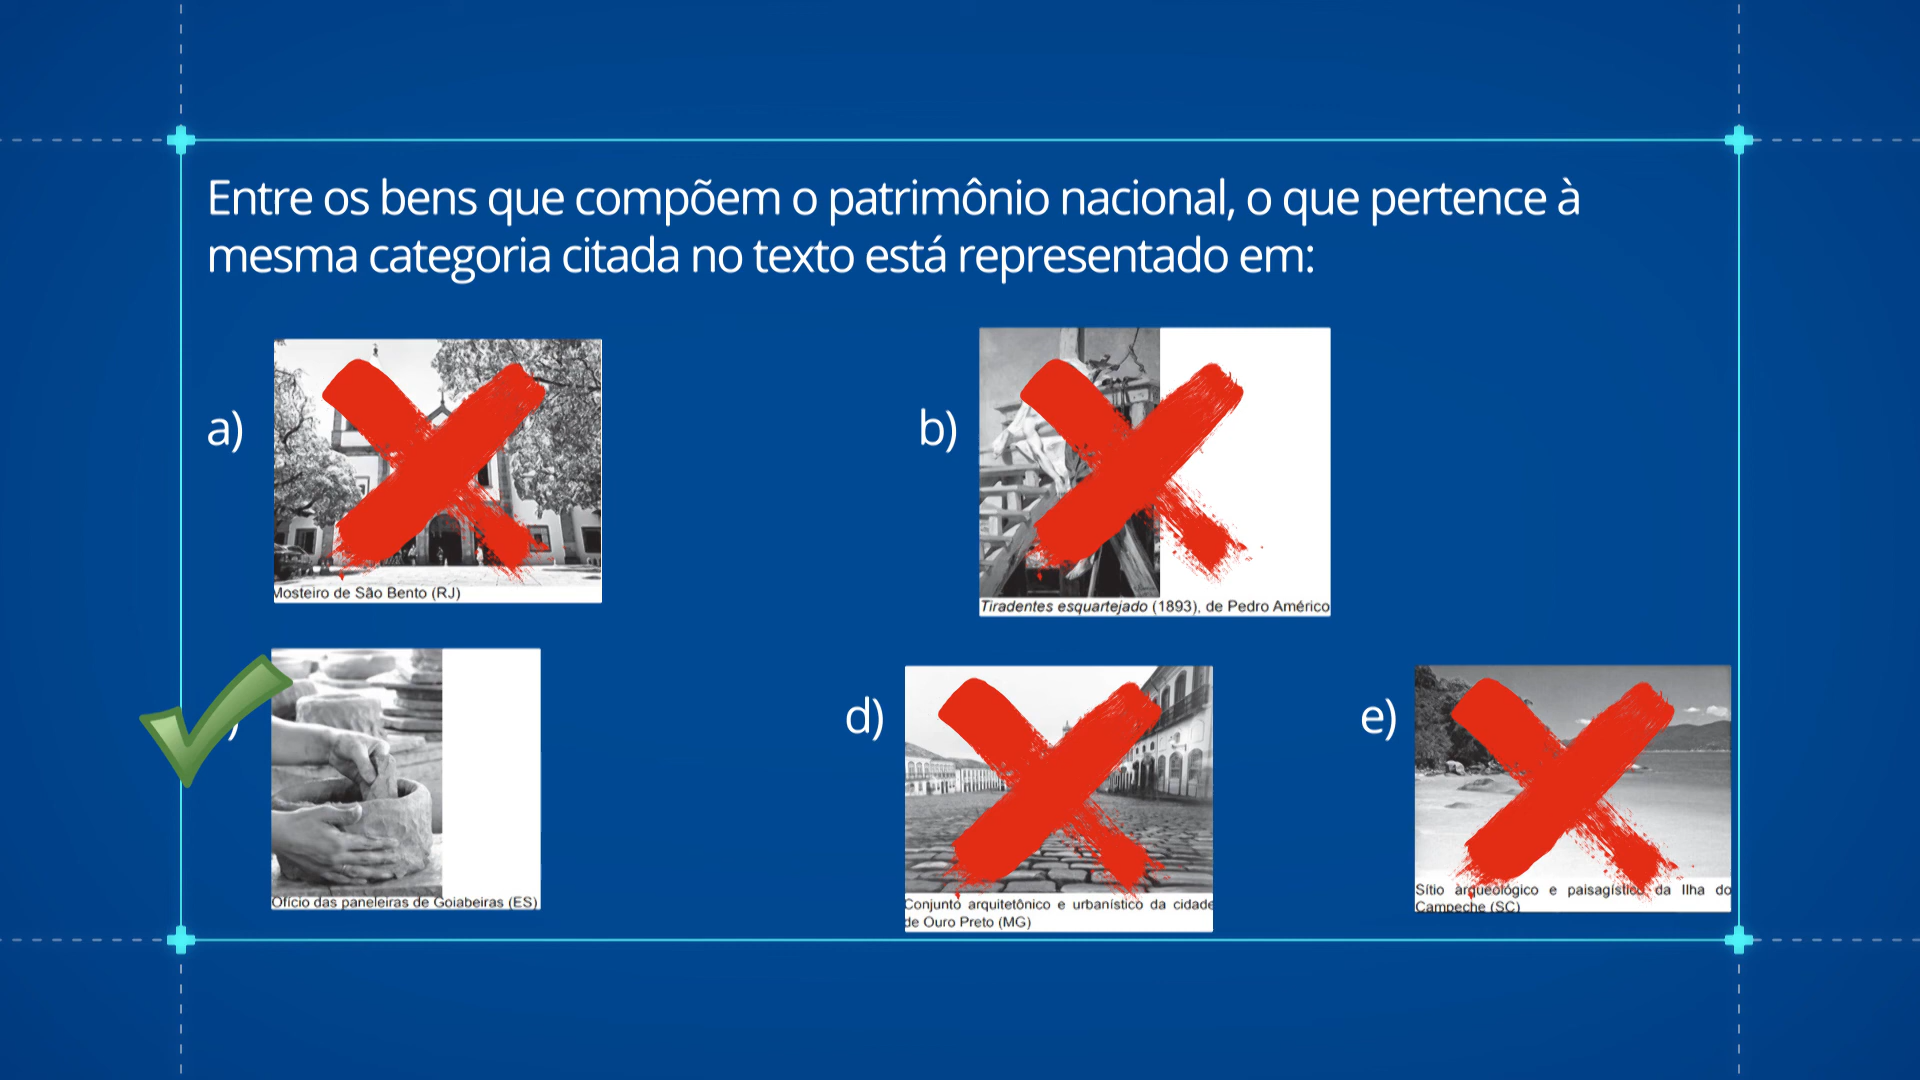 Entre os bens que compõem o patrimônio nacional, o que pertence à
mesma categoria citada no texto está representado em:
a)
Mosteiro de São Bento (RJ)
b)
Tiradentes esquartejado (1893), de Pedro Américo
)
Ofício das paneleiras de Goiabeiras (ES)
d)
Conjunto arquitetônico e urbanístico da cidade
de Ouro Preto (MG)
e)
Sítio arqueológico e paisagístico da Ilha do
Campeche (SC)